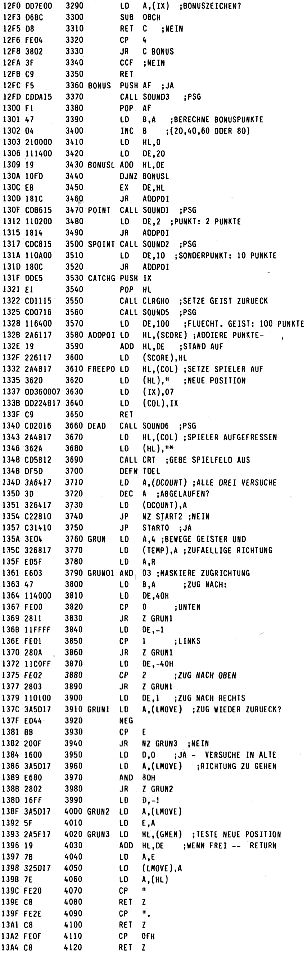 12F0 DD7E00 3290 LD A,(IX) ;BONUSZEICHEN?
12F3 D6BC 3300 SUB 0BCH
12F5 D8 3310 RET C ;NEIN
12F6 FE04 3320 CP 4
12F8 3802 3330 JR C BONUS
12FA 3F 3340 CCF ;NEIN
12FB C9 3350 RET
12FC F5 3360 BONUS PUSH AF ;JA
12FD CDDA15 3370 CALL SOUND3 ;PSG
1300 F1 3380 POP AF
1301 47 3390 LD B,A ;BERECHNE BONUSPUNKTE
1302 04 3400 INC B ;(20,40,60 ODER 80)
1303 210000 3410 LD HL,0
1306 111400 3420 LD DE,20
1309 19 3430 BONUSL ADD HL,DE
130A 10FD 3440 DJNZ BONUSL
130C EB 3450 EX DE,HL
130D 181C 3460 JR ADDPOI
130F CDB615 3470 POINT CALL SOUND1 ;PSG
1312 110200 3480 LD DE,2 ;PUNKT: 2 PUNKTE
1315 1814 3490 JR ADDPOI
1317 CDC815 3500 SPOINT CALL SOUND2 ;PSG
131A 110A00 3510 LD DE,10 ;SONDERPUNKT: 10 PUNKTE
131D 180C 3520 JR ADDPOI
131F DDE5 3530 CATCHG PUSH IX
1321 E1 3540 POP HL
1322 CD1115 3550 CALL CLRGHO ;SETZE GEIST ZURUECK
1325 CD0716 3560 CALL SOUND5 ;PSG
1328 116400 3570 LD DE,100 ;FLUECHT. GEIST: 100 PUNKTE
132B 2A6117 3580 ADDPOI LD HL,(SCORE) ;ADDIERE PUNKTE-
132E 19 3590 ADD HL,DE ;STAND AUF
132F 226117 3600 LD (SCORE),HL
1332 2A4817 3610 FREEPO LD HL,(COL) ;SETZE SPIELER AUF
1335 3620 3620 LD (HL)," ;NEUE POSITION
1337 DD360007 3630 LD (IX),07
133B DD224817 3640 LD (COL),IX
133F C9 3650 RET
1340 CD2016 3660 DEAD CALL SOUND6 ;PSG
1343 2A4817 3670 LD HL,(COL) ;SPIELER AUFGEFRESSEN
1346 362A 3680 LD (HL),"*
1348 CD5812 3690 CALL CRT ;GEBE SPIELFELD AUS
134B DF5D 3700 DEFW TDEL
134D 3A6417 3710 LD A,(DCOUNT) ;ALLE DREI VERSUCHE
1350 3D 3720 DEC A ;ABGELAUFEN?
1351 326417 3730 LD (DCOUNT),A
1354 C22810 3740 JP NZ START2 ;NEIN
1357 C31410 3750 JP START0 ;JA
135A 3E04 3760 GRUN LD A,4 ;BEWEGE GEISTER UND
135C 326817 3770 LD (TEMP),A ;ZUFAELLIGE RICHTUNG
135F ED5F 3780 LD A,R
1361 E603 3790 GRUNO1 AND 03 ;MASKIERE ZUGRICHTUNG
1363 47 3800 LD B,A ;ZUG NACH:
1364 114000 3810 LD DE,40H
1367 FE00 3820 CP 0 ;UNTEN
1369 2811 3830 JR Z GRUN1
136B 11FFFF 3840 LD DE,-1
136E FE01 3850 CP 1 ;LINKS
1370 280A 3860 JR Z GRUN1
1372 11C0FF 3870 LD DE,-40H
1375 FE02 3880 CP 2 ;ZUG NACH OBEN
1377 2803 3890 JR Z GRUN1
1379 110100 3900 LD DE,1 ;ZUG NACH RECHTS
137C 3A5D17 3910 GRUN1 LD A,(LMOVE) ;ZUG WIEDER ZURUECK?
137F ED44 3920 NEG
1381 BB 3930 CP E
1382 200F 3940 JR NZ GRUN3 ;NEIN
1384 1600 3950 LD D,0 ;JA - VERSUCHE IN ALTE
1386 3A5D17 3960 LD A,(LMOVE) ;RICHTUNG ZU GEHEN
1389 E680 3970 AND 80H
138B 2802 3980 JR Z GRUN2
138D 16FF 3990 LD D,-1
138F 3A5D17 4000 GRUN2 LD A,(LMOVE)
1392 5F 4010 LD E,A
1393 2A5F17 4020 GRUN3 LD HL,(GMEN) ;TESTE NEUE POSITION
1396 19 4030 ADD HL,DE ;WENN FREI -- RETURN
1397 7B 4040 LD A,E
1398 325D17 4050 LD (LMOVE),A
139B 7E 4060 LD A,(HL)
139C FE20 4070 CP "
139E C8 4080 RET Z
139F FE2E 4090 CP ".
13A1 C8 4100 RET Z
13A2 FE0F 4110 CP 0FH
13A4 C8 4120 RET Z